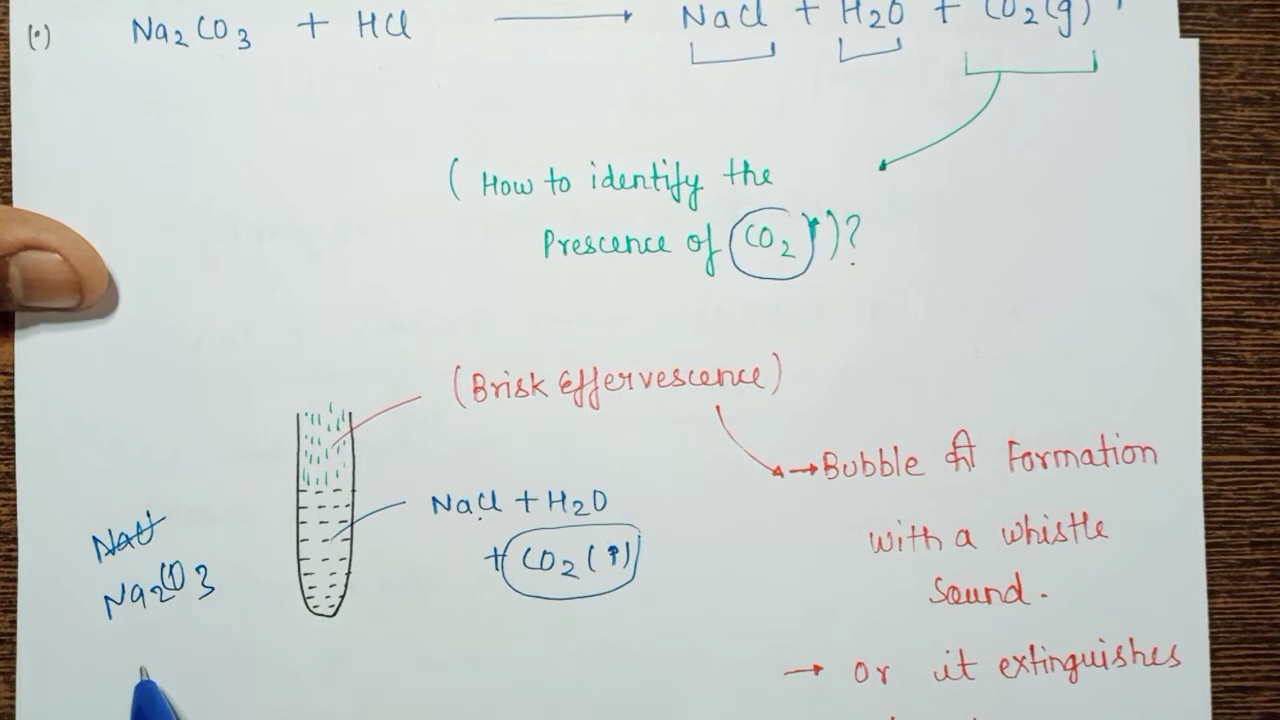 (•) Na2CO3 + HCl → NaCl + H2O + CO2(g)↑
(How to identify the
Prescence of CO2↑)?
(Brisk Effervescence)
→ Bubble की Formation
with a whistle
Sound.
NaCl + H2O
+ CO2(↑)
NaCl
Na2CO3
→ or it extinguishes